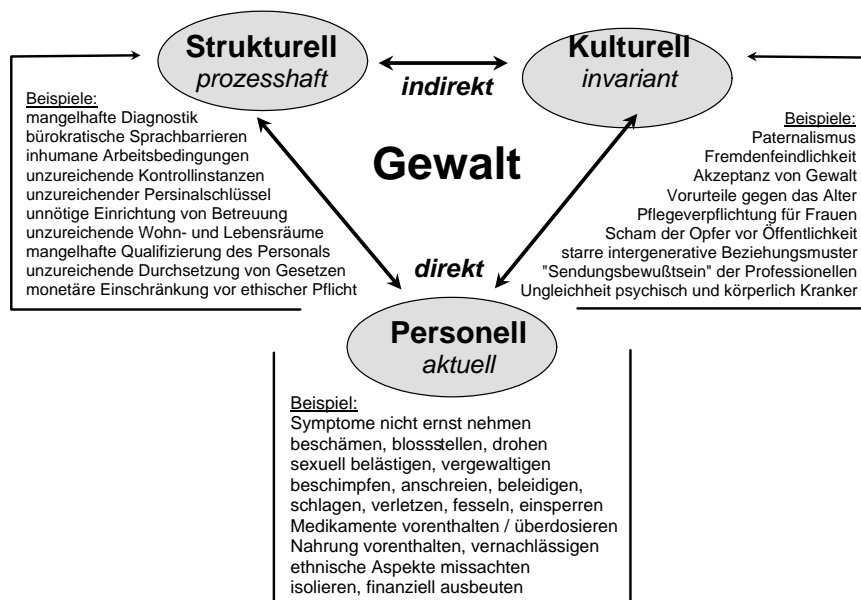 Strukturell
prozesshaft
Kulturell
invariant
indirekt
Gewalt
direkt
Beispiele:
mangelhafte Diagnostik
bürokratische Sprachbarrieren
inhumane Arbeitsbedingungen
unzureichende Kontrollinstanzen
unzureichender Persinalschlüssel
unnötige Einrichtung von Betreuung
unzureichende Wohn- und Lebensräume
mangelhafte Qualifizierung des Personals
unzureichende Durchsetzung von Gesetzen
monetäre Einschränkung vor ethischer Pflicht
Beispiele:
Paternalismus
Fremdenfeindlichkeit
Akzeptanz von Gewalt
Vorurteile gegen das Alter
Pflegeverpflichtung für Frauen
Scham der Opfer vor Öffentlichkeit
starre intergenerative Beziehungsmuster
"Sendungsbewußtsein" der Professionellen
Ungleichheit psychisch und körperlich Kranker
Personell
aktuell
Beispiel:
Symptome nicht ernst nehmen
beschämen, blossstellen, drohen
sexuell belästigen, vergewaltigen
beschimpfen, anschreien, beleidigen,
schlagen, verletzen, fesseln, einsperren
Medikamente vorenthalten / überdosieren
Nahrung vorenthalten, vernachlässigen
ethnische Aspekte missachten
isolieren, finanziell ausbeuten